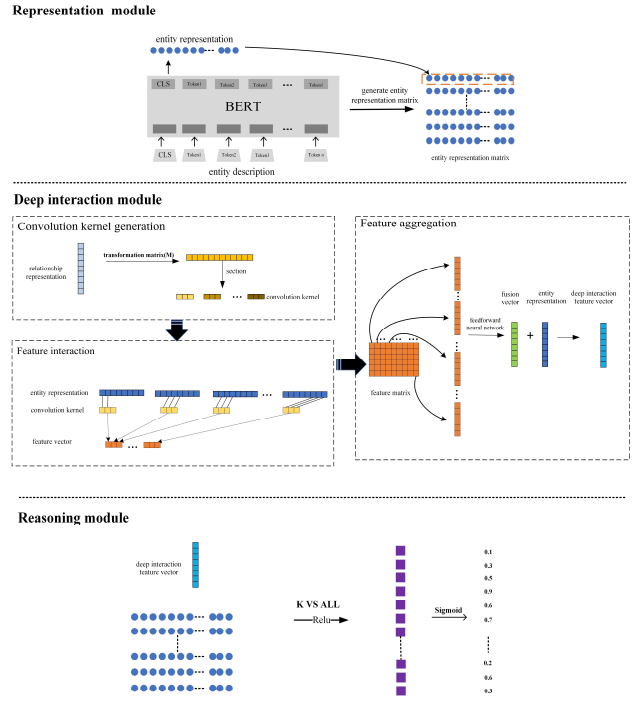 Representation module
entity representation
CLS Token1 Token2 Token3 Token n
BERT
generate entity
representation matrix
CLS Token1 Token2 Token3 Token n
entity description
entity representation matrix
Deep interaction module
Convolution kernel generation
relationship
representation
transformation matrix(M)
section
convolution kernel
Feature interaction
entity representation
convolution kernel
feature vector
Feature aggregation
feature matrix
feedforward
neural network
fusion
vector
+
entity
representation
deep interaction
feature vector
Reasoning module
deep interaction
feature vector
K VS ALL
Relu
Sigmoid
0.1
0.3
0.5
0.9
0.6
0.7
0.2
0.6
0.3